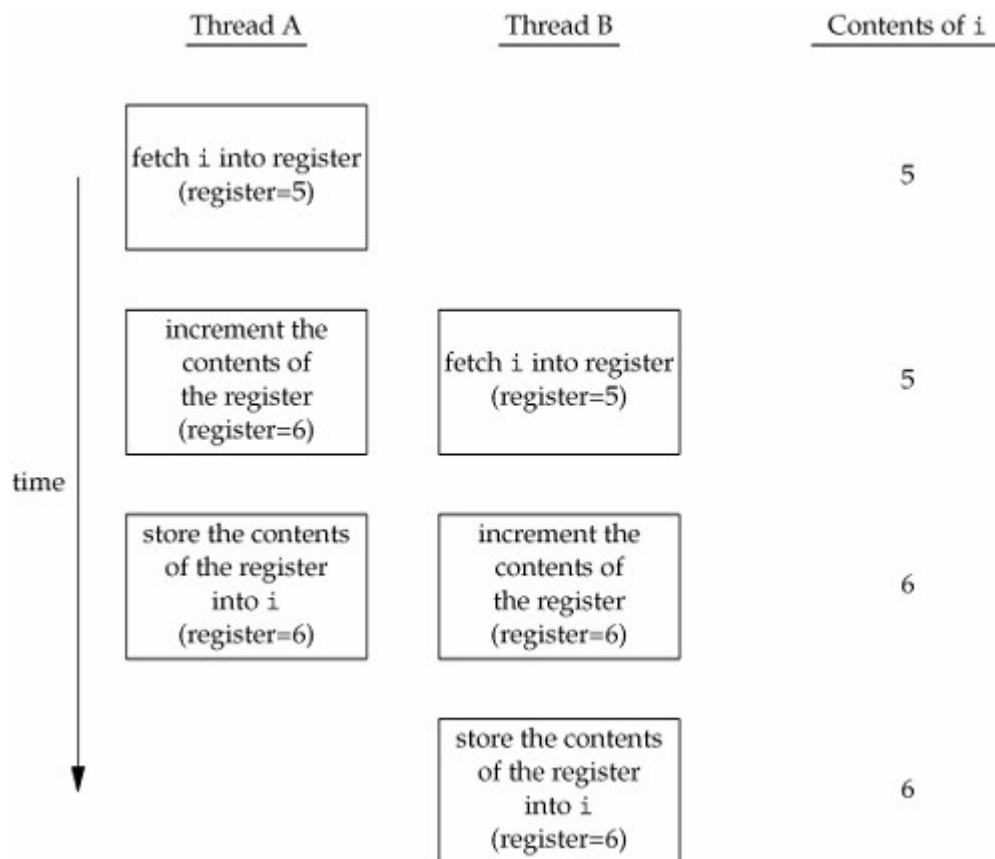 Thread A
Thread B
Contents of i
fetch i into register
(register=5)
5
increment the
contents of
the register
(register=6)
fetch i into register
(register=5)
5
time
store the contents
of the register
into i
(register=6)
increment the
contents of
the register
(register=6)
6
store the contents
of the register
into i
(register=6)
6